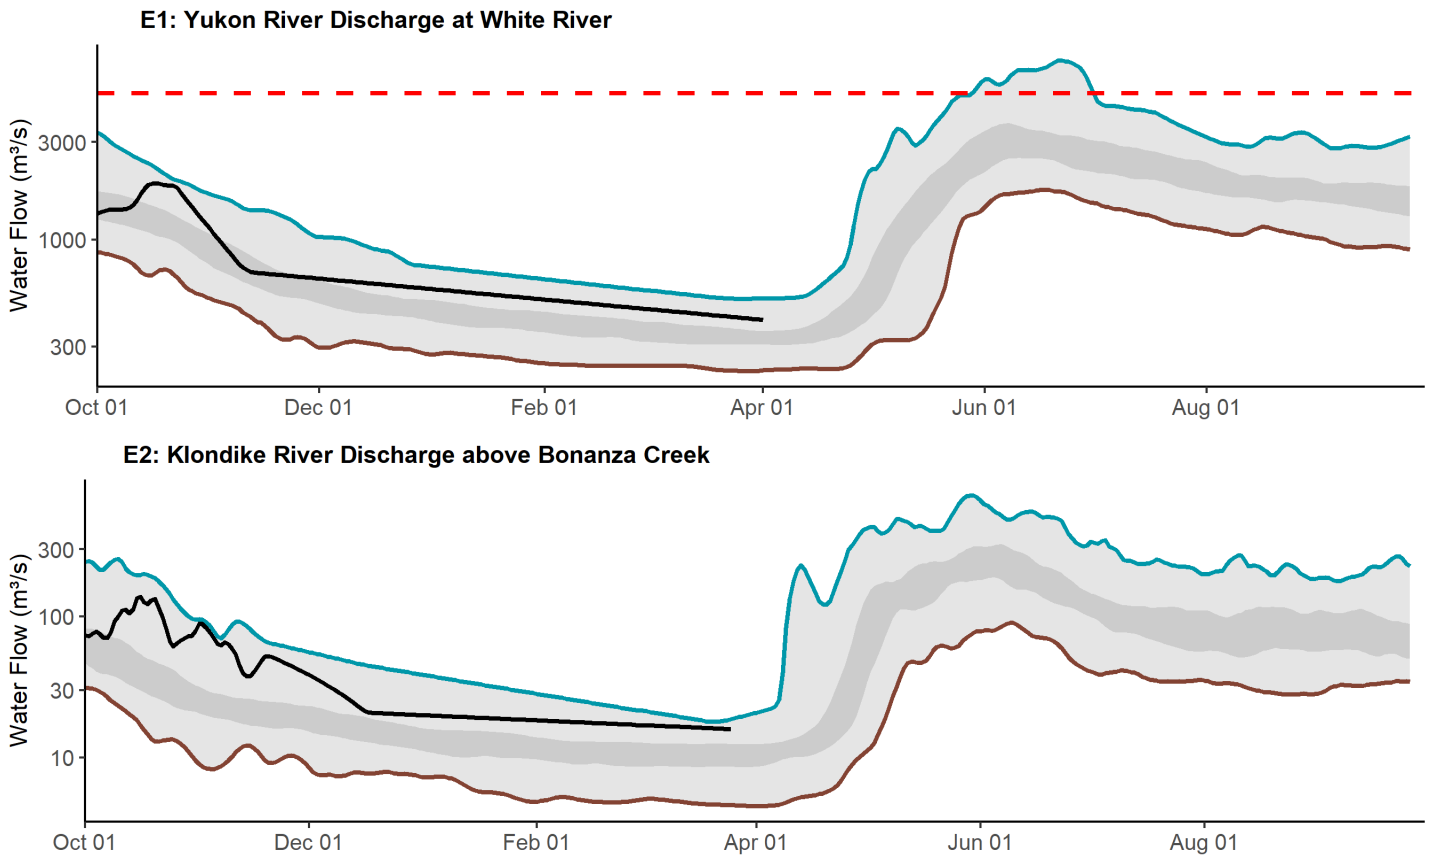 E1: Yukon River Discharge at White River
Water Flow (m³/s)
3000
1000
300
Oct 01 Dec 01 Feb 01 Apr 01 Jun 01 Aug 01
E2: Klondike River Discharge above Bonanza Creek
Water Flow (m³/s)
300
100
30
10
Oct 01 Dec 01 Feb 01 Apr 01 Jun 01 Aug 01